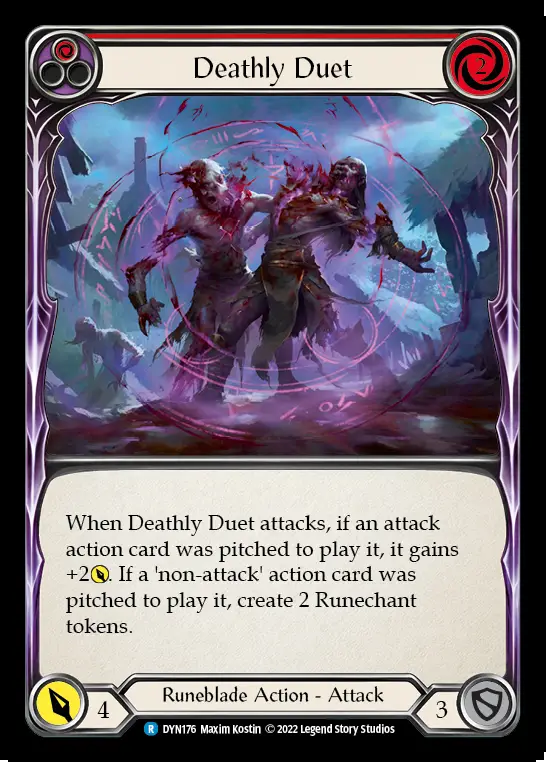 Deathly Duet
2
When Deathly Duet attacks, if an attack
action card was pitched to play it, it gains
+2. If a 'non-attack' action card was
pitched to play it, create 2 Runechant
tokens.
Runeblade Action - Attack
4
3
R DYN176 Maxim Kostin © 2022 Legend Story Studios